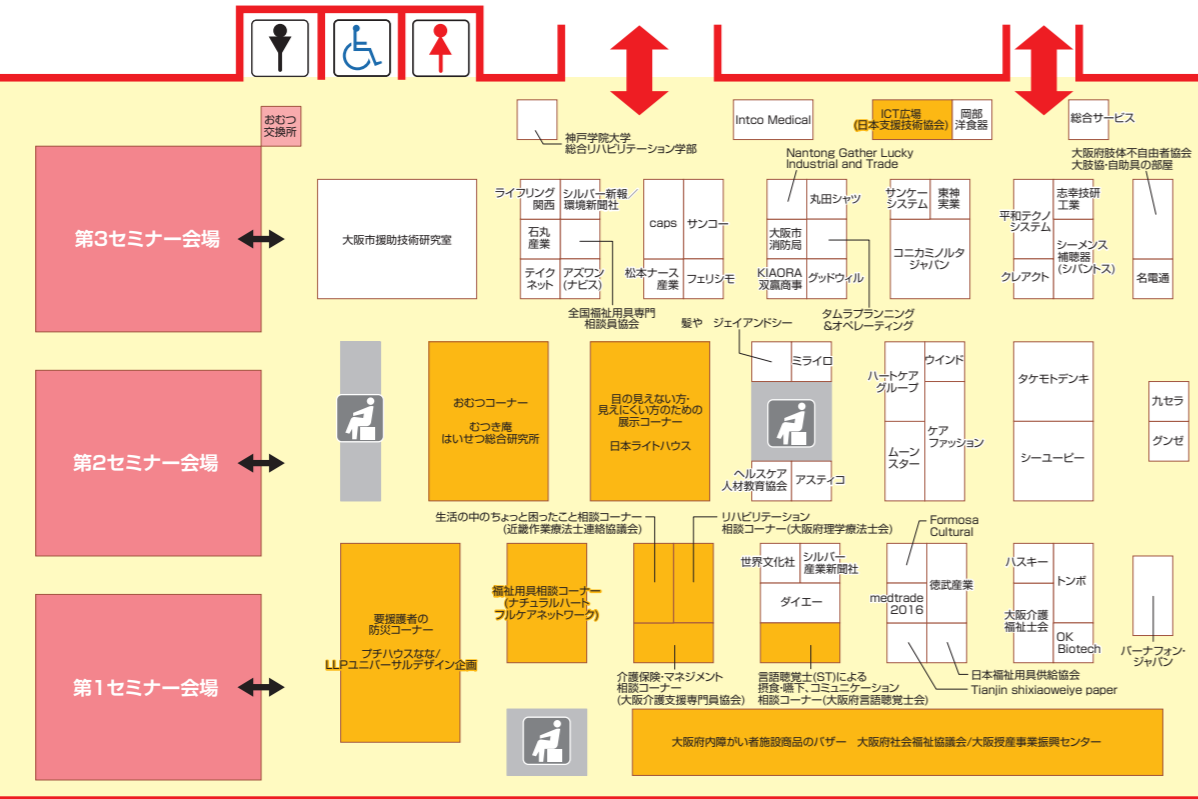 おむつ
交換所
神戸学院大学
総合リハビリテーション学部
Intco Medical
ICT広場
(日本支援技術協会)
岡部
洋食器
総合サービス
Nantong Gather Lucky
Industrial and Trade
大阪府肢体不自由者協会
大肢協・自助具の部屋
第3セミナー会場
大阪市援助技術研究室
ライフリング
関西
シルバー新報／
環境新聞社
石丸
産業
テイク
ネット
アズワン
(ナビス)
全国福祉用具専門
相談員協会
caps
サンコー
松本ナース
産業
フェリシモ
丸田シャツ
大阪市
消防局
KIAORA
双贏商事
グッドウィル
タムラプランニング
&オペレーティング
サンケー
システム
東神
実業
コニカミノルタ
ジャパン
平和テクノ
システム
志幸技研
工業
シーメンス
補聴器
(シバントス)
クレアクト
名電通
髪や　ジェイアンドシー
ミライロ
第2セミナー会場
おむつコーナー
むつき庵
はいせつ総合研究所
目の見えない方・
見えにくい方のための
展示コーナー
日本ライトハウス
ヘルスケア
人材教育協会
アスティコ
ハートケア
グループ
ウインド
ムーン
スター
ケア
ファッション
タケモトデンキ
シーユーピー
九セラ
グンゼ
生活の中のちょっと困ったこと相談コーナー
(近畿作業療法士連絡協議会)
リハビリテーション
相談コーナー(大阪府理学療法士会)
Formosa
Cultural
第1セミナー会場
要援護者の
防災コーナー
プチハウスなな/
LLPユニバーサルデザイン企画
福祉用具相談コーナー
(ナチュラルハート
フルケアネットワーク)
介護保険・マネジメント
相談コーナー
(大阪介護支援専門員協会)
世界文化社
シルバー
産業新聞社
ダイエー
言語聴覚士(ST)による
摂食・嚥下、コミュニケーション
相談コーナー(大阪府言語聴覚士会)
medtrade
2016
徳武産業
日本福祉用具供給協会
Tianjin shixiaoweiye paper
ハスキー
トンボ
大阪介護
福祉士会
OK
Biotech
バーナフォン・
ジャパン
大阪府内障がい者施設商品のバザー　大阪府社会福祉協議会/大阪授産事業振興センター